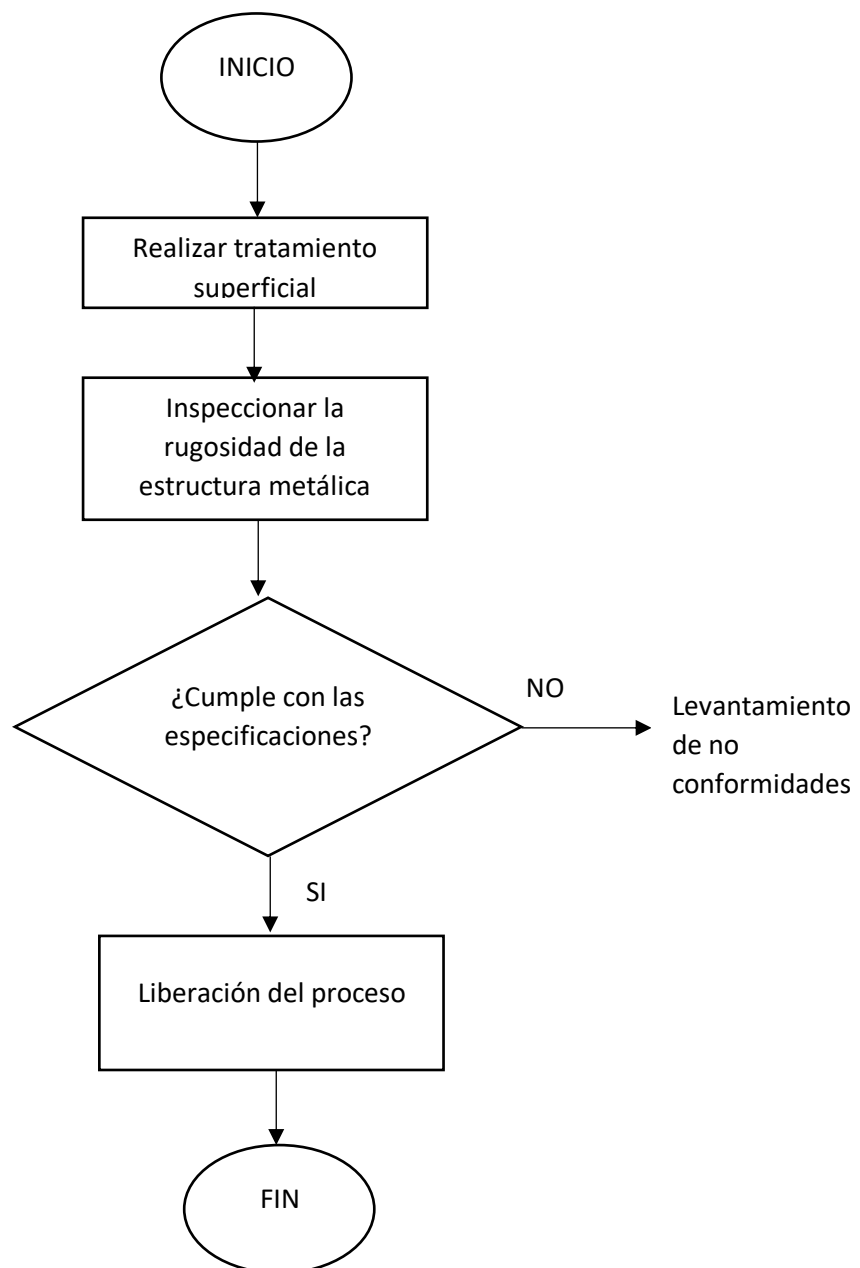 INICIO
Realizar tratamiento
superficial
Inspeccionar la
rugosidad de la
estructura metálica
¿Cumple con las
especificaciones?
NO
Levantamiento
de no
conformidades
SI
Liberación del proceso
FIN